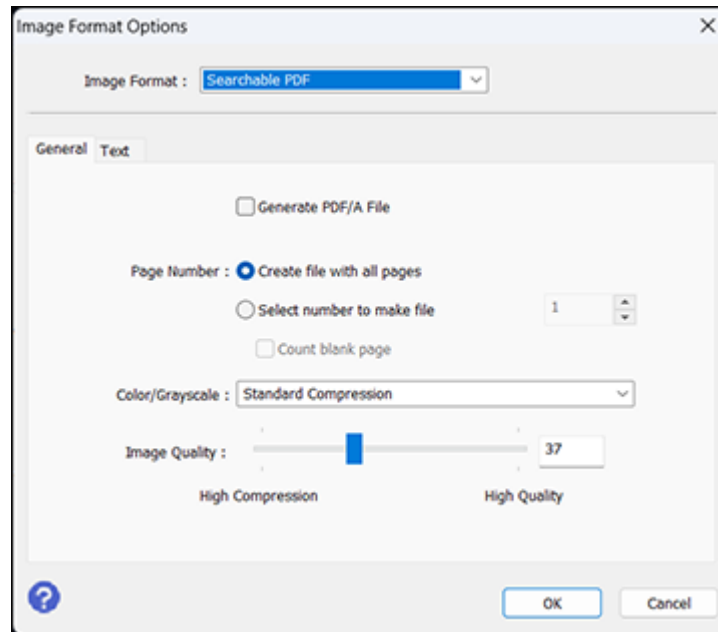 Image Format Options
Image Format : Searchable PDF
General Text
Generate PDF/A File
Page Number : Create file with all pages
Select number to make file 1
Count blank page
Color/Grayscale : Standard Compression
Image Quality : 37
High Compression High Quality
? OK Cancel